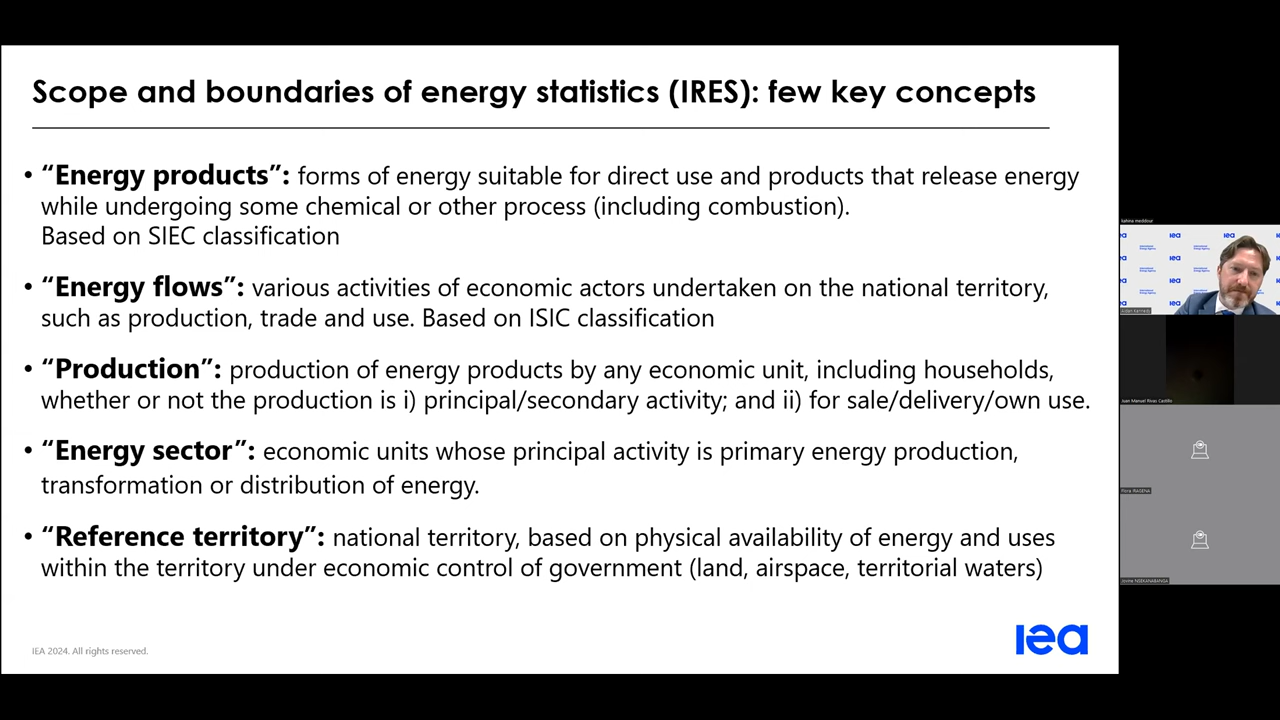 Scope and boundaries of energy statistics (IRES): few key concepts
• “Energy products”: forms of energy suitable for direct use and products that release energy
while undergoing some chemical or other process (including combustion).
Based on SIEC classification
• “Energy flows”: various activities of economic actors undertaken on the national territory,
such as production, trade and use. Based on ISIC classification
• “Production”: production of energy products by any economic unit, including households,
whether or not the production is i) principal/secondary activity; and ii) for sale/delivery/own use.
• “Energy sector”: economic units whose principal activity is primary energy production,
transformation or distribution of energy.
• “Reference territory”: national territory, based on physical availability of energy and uses
within the territory under economic control of government (land, airspace, territorial waters)
IEA 2024. All rights reserved.
iea
iea
Juan Manuel Rivas Castillo